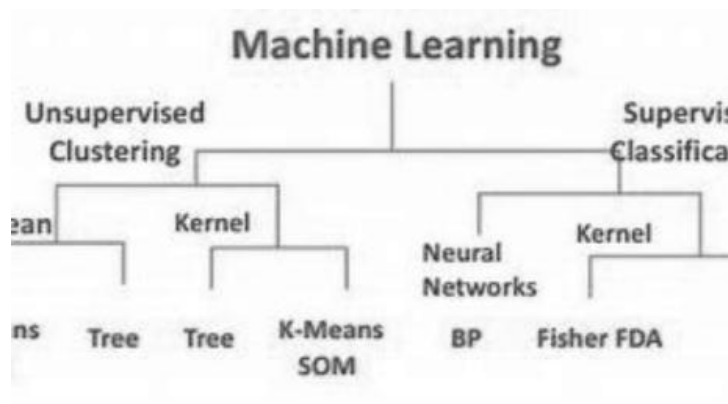 Machine Learning
Unsupervised
Clustering
Supervis
Classifica
ean
Kernel
Neural
Networks
Kernel
ns
Tree
Tree
K-Means
SOM
BP
Fisher FDA